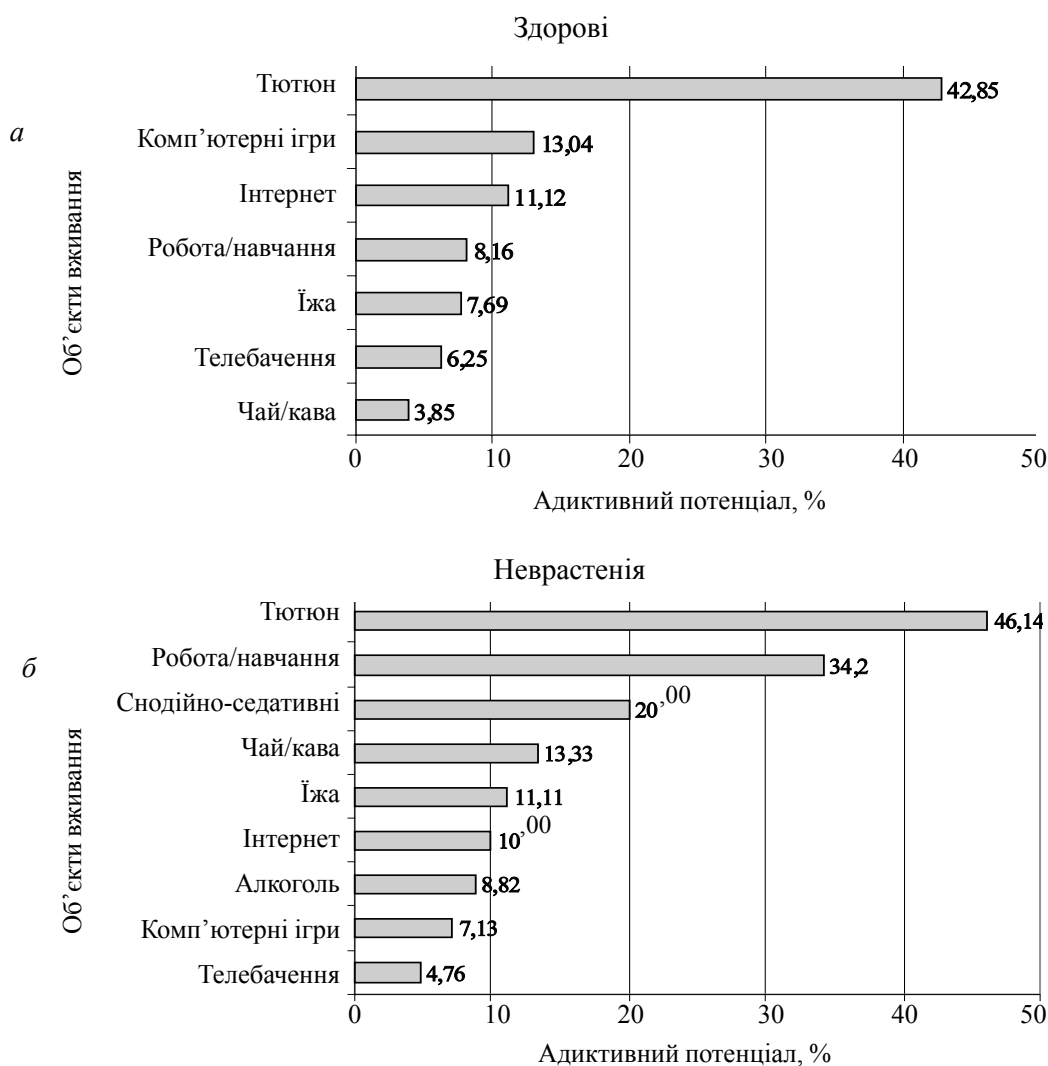 Здорові
а
Об’єкти вживання
Тютюн 42,85
Комп’ютерні ігри 13,04
Інтернет 11,12
Робота/навчання 8,16
Їжа 7,69
Телебачення 6,25
Чай/кава 3,85
0 10 20 30 40 50
Адиктивний потенціал, %
Неврастенія
б
Об’єкти вживання
Тютюн 46,14
Робота/навчання 34,2
Снодійно-седативні 20,00
Чай/кава 13,33
Їжа 11,11
Інтернет 10,00
Алкоголь 8,82
Комп’ютерні ігри 7,13
Телебачення 4,76
0 10 20 30 40 50
Адиктивний потенціал, %